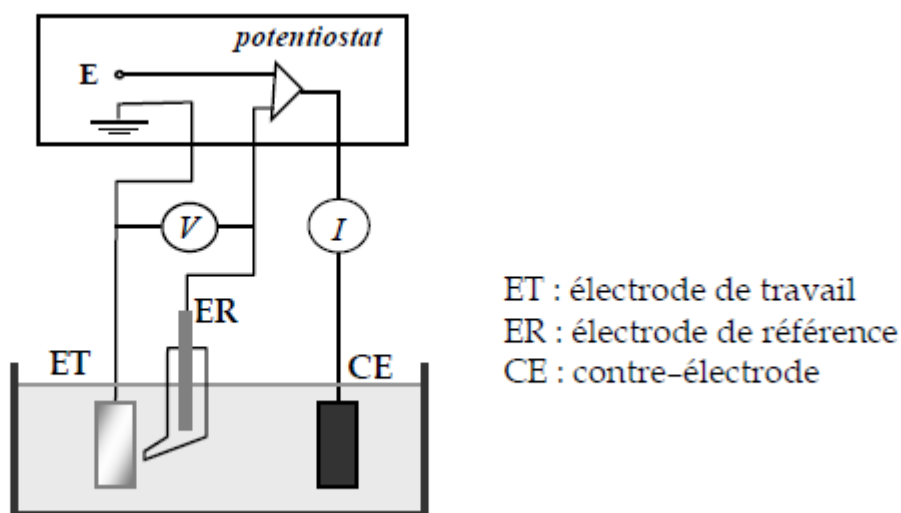 potentiostat
E
V
I
ER
ET
CE
ET : électrode de travail
ER : électrode de référence
CE : contre–électrode